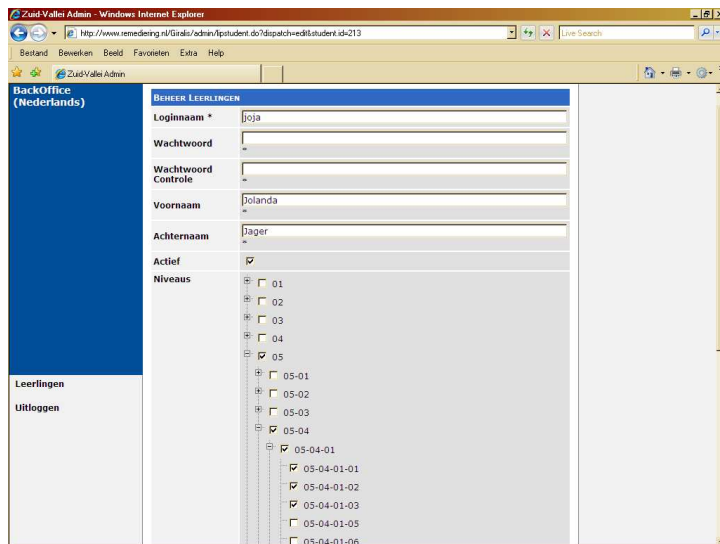 Zuid-Vallei Admin - Windows Internet Explorer
http://www.remediering.nl/Giralis/admin/lipstudent.do?dispatch=edit&student.id=213
Live Search
Bestand Bewerken Beeld Favorieten Extra Help
Zuid-Vallei Admin
BackOffice
(Nederlands)
Leerlingen
Uitloggen
BEHEER LEERLINGEN
Loginnaam * joja
Wachtwoord
*
Wachtwoord
Controle
*
Voornaam Jolanda
*
Achternaam Jager
*
Actief
Niveaus
01
02
03
04
05
05-01
05-02
05-03
05-04
05-04-01
05-04-01-01
05-04-01-02
05-04-01-03
05-04-01-05
05-04-01-06